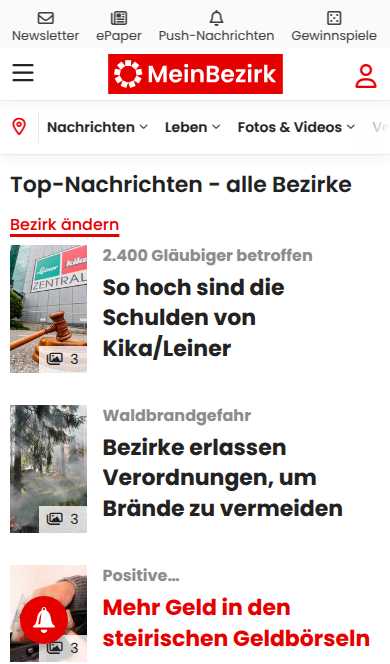 Newsletter ePaper Push-Nachrichten Gewinnspiele
MeinBezirk
Nachrichten Leben Fotos & Videos
Top-Nachrichten - alle Bezirke
Bezirk ändern
2.400 Gläubiger betroffen
So hoch sind die
Schulden von
Kika/Leiner
ZENTRAL
3
Waldbrandgefahr
Bezirke erlassen
Verordnungen, um
Brände zu vermeiden
3
Positive...
Mehr Geld in den
steirischen Geldbörseln
3